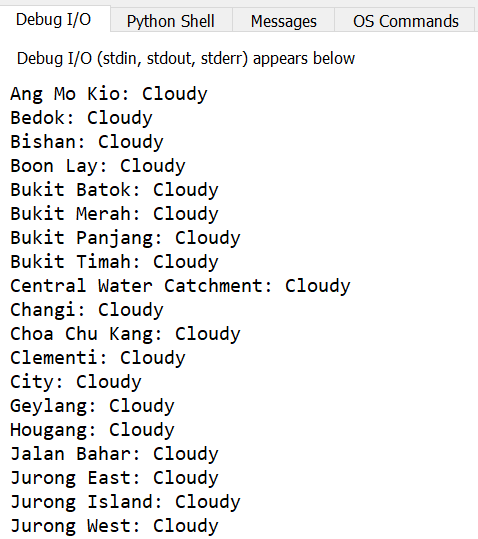 Debug I/O Python Shell Messages OS Commands
Debug I/O (stdin, stdout, stderr) appears below
Ang Mo Kio: Cloudy
Bedok: Cloudy
Bishan: Cloudy
Boon Lay: Cloudy
Bukit Batok: Cloudy
Bukit Merah: Cloudy
Bukit Panjang: Cloudy
Bukit Timah: Cloudy
Central Water Catchment: Cloudy
Changi: Cloudy
Choa Chu Kang: Cloudy
Clementi: Cloudy
City: Cloudy
Geylang: Cloudy
Hougang: Cloudy
Jalan Bahar: Cloudy
Jurong East: Cloudy
Jurong Island: Cloudy
Jurong West: Cloudy